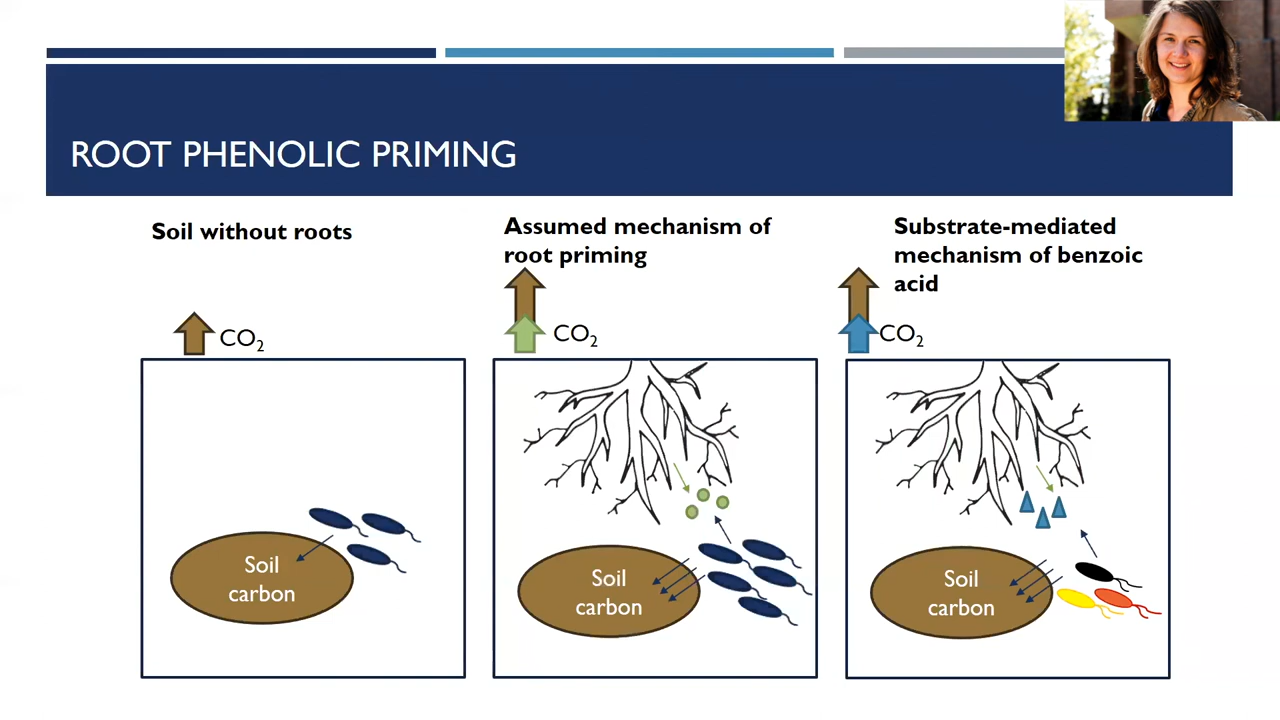 ROOT PHENOLIC PRIMING
Soil without roots
Assumed mechanism of
root priming
Substrate-mediated
mechanism of benzoic
acid
CO₂
CO₂
CO₂
Soil
carbon
Soil
carbon
Soil
carbon